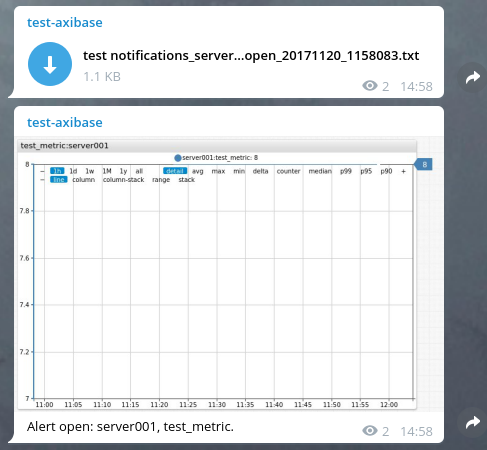 test-axibase
test notifications_server...open_20171120_1158083.txt
1.1 KB
2 14:58
test-axibase
test_metric:server001
server001:test_metric: 8
8
8
1h 1d 1w 1M 1y all detail avg max min delta counter median p99 p95 p90 +
line column column-stack range stack
7.8
7.6
7.4
7.2
7
11:00 11:05 11:10 11:15 11:20 11:25 11:30 11:35 11:40 11:45 11:50 11:55 12:00
Alert open: server001, test_metric.
2 14:58